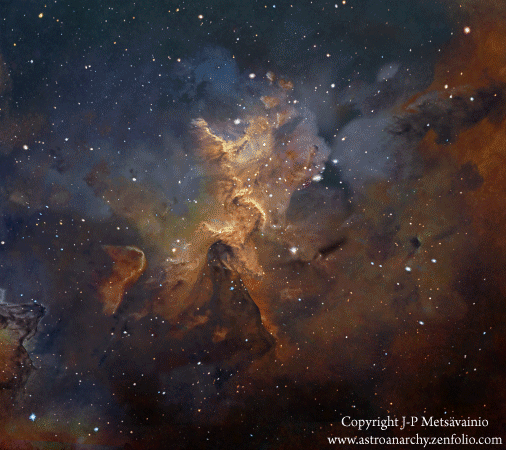 Copyright J-P Metsävainio
www.astroanarchy.zenfolio.com